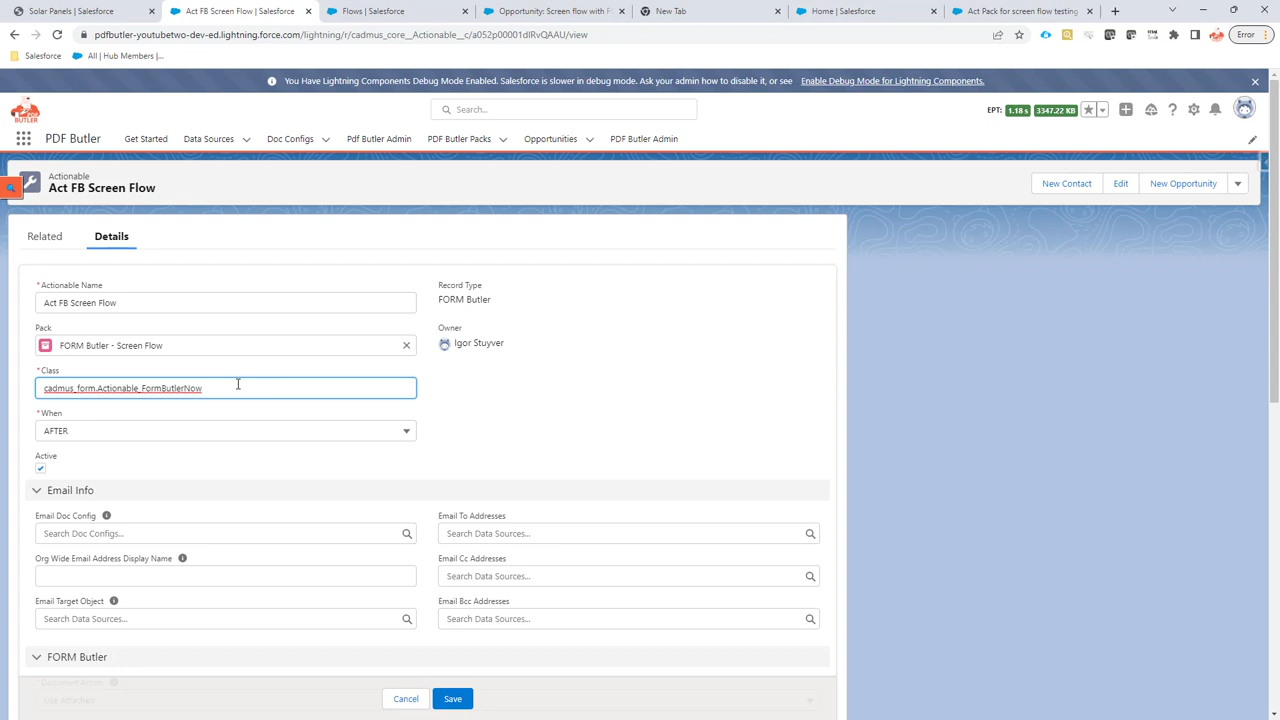 Solar Panels | Salesforce
Act FB Screen Flow | Salesforce
Flows | Salesforce
Opportunity: Screen flow with Fo
New Tab
Home | Salesforce
Act Pack for screen flow testing
pdfbutler-youtubetwo-dev-ed.lightning.force.com/lightning/r/cadmus_core__Actionable__c/a052p00001dIRvQAAU/view
Error
Salesforce
All | Hub Members |...
You Have Lightning Components Debug Mode Enabled. Salesforce is slower in debug mode. Ask your admin how to disable it, or see Enable Debug Mode for Lightning Components.
PDF BUTLER
Search...
EPT: 1.18 s 3347.22 KB
PDF Butler
Get Started
Data Sources
Doc Configs
Pdf Butler Admin
PDF Butler Packs
Opportunities
PDF Butler Admin
Actionable
Act FB Screen Flow
New Contact
Edit
New Opportunity
Related
Details
*Actionable Name
Act FB Screen Flow
Record Type
FORM Butler
Pack
FORM Butler - Screen Flow
Owner
Igor Stuyver
*Class
cadmus_form.Actionable_FormButlerNow
*When
AFTER
Active
Email Info
Email Doc Config
Search Doc Configs...
Email To Addresses
Search Data Sources...
Org Wide Email Address Display Name
Email Cc Addresses
Search Data Sources...
Email Target Object
Search Data Sources...
Email Bcc Addresses
Search Data Sources...
FORM Butler
Document Action
Use Attached
Cancel
Save